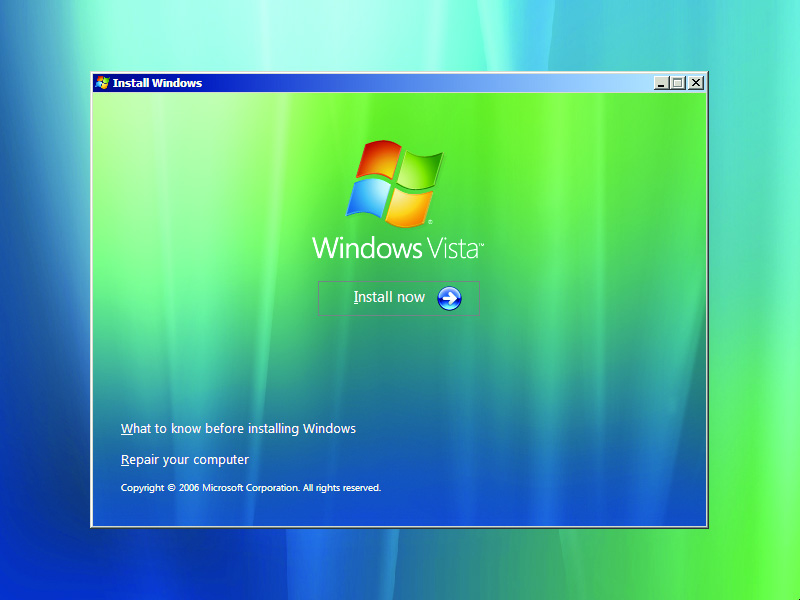 Install Windows
Windows Vista™
Install now
What to know before installing Windows
Repair your computer
Copyright © 2006 Microsoft Corporation. All rights reserved.